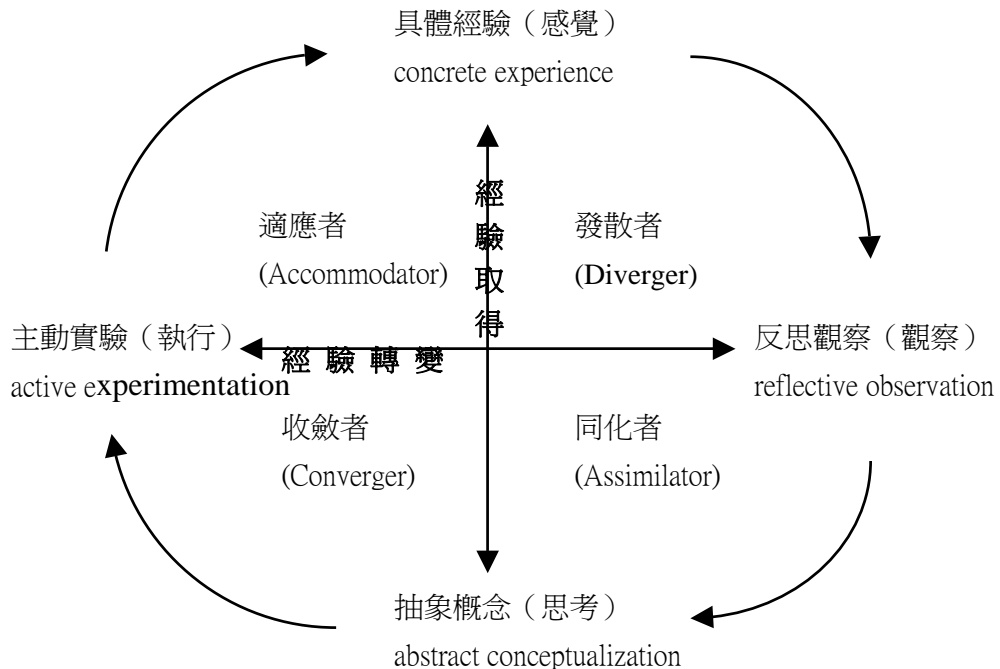 具體經驗（感覺）
concrete experience
經驗取得
適應者
(Accommodator)
發散者
(Diverger)
主動實驗（執行）
active experimentation
經驗轉變
反思觀察（觀察）
reflective observation
收斂者
(Converger)
同化者
(Assimilator)
抽象概念（思考）
abstract conceptualization